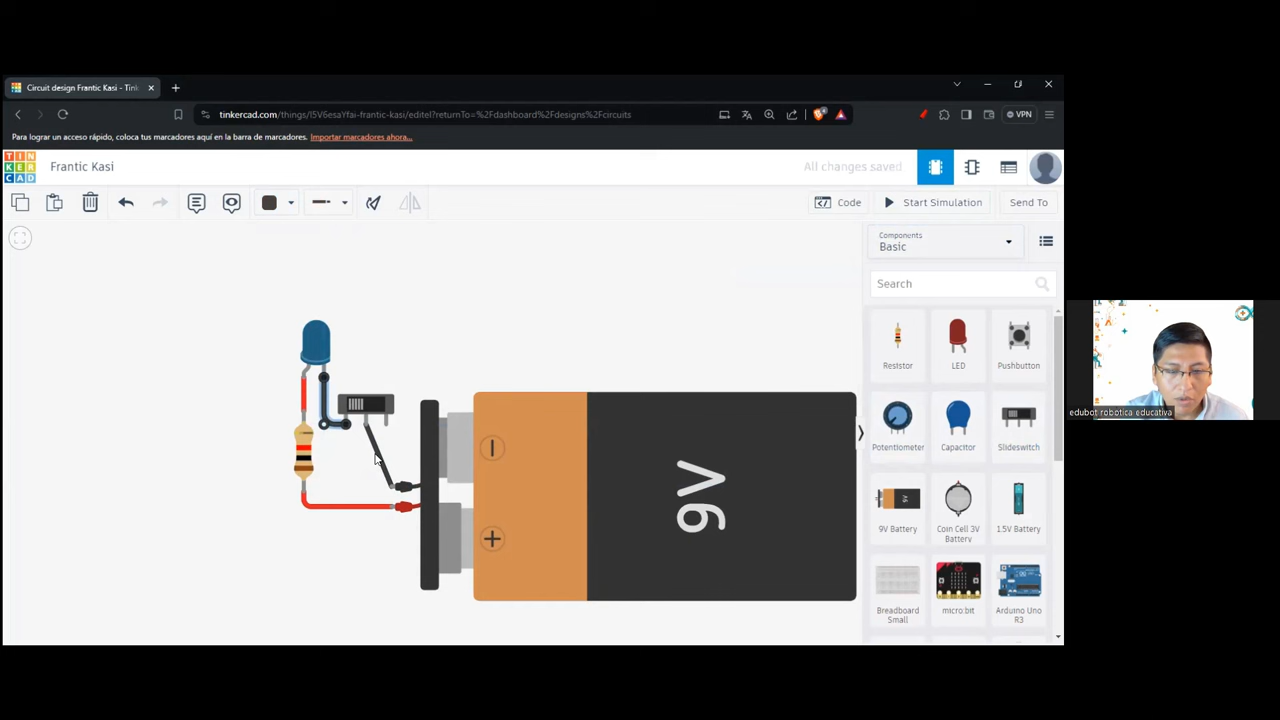 Circuit design Frantic Kasi - Tin
tinkercad.com/things/I5V6esaYfai-frantic-kasi/editel?returnTo=%2Fdashboard%2Fdesigns%2Fcircuits
VPN
Para lograr un acceso rápido, coloca tus marcadores aquí en la barra de marcadores. Importar marcadores ahora...
TIN
KER
CAD
Frantic Kasi
All changes saved
Code
Start Simulation
Send To
Components
Basic
Search
Resistor
LED
Pushbutton
Potentiometer
Capacitor
Slideswitch
9V Battery
Coin Cell 3V Battery
1.5V Battery
Breadboard Small
micro:bit
Arduino Uno R3
9V
edubot robotica educativa